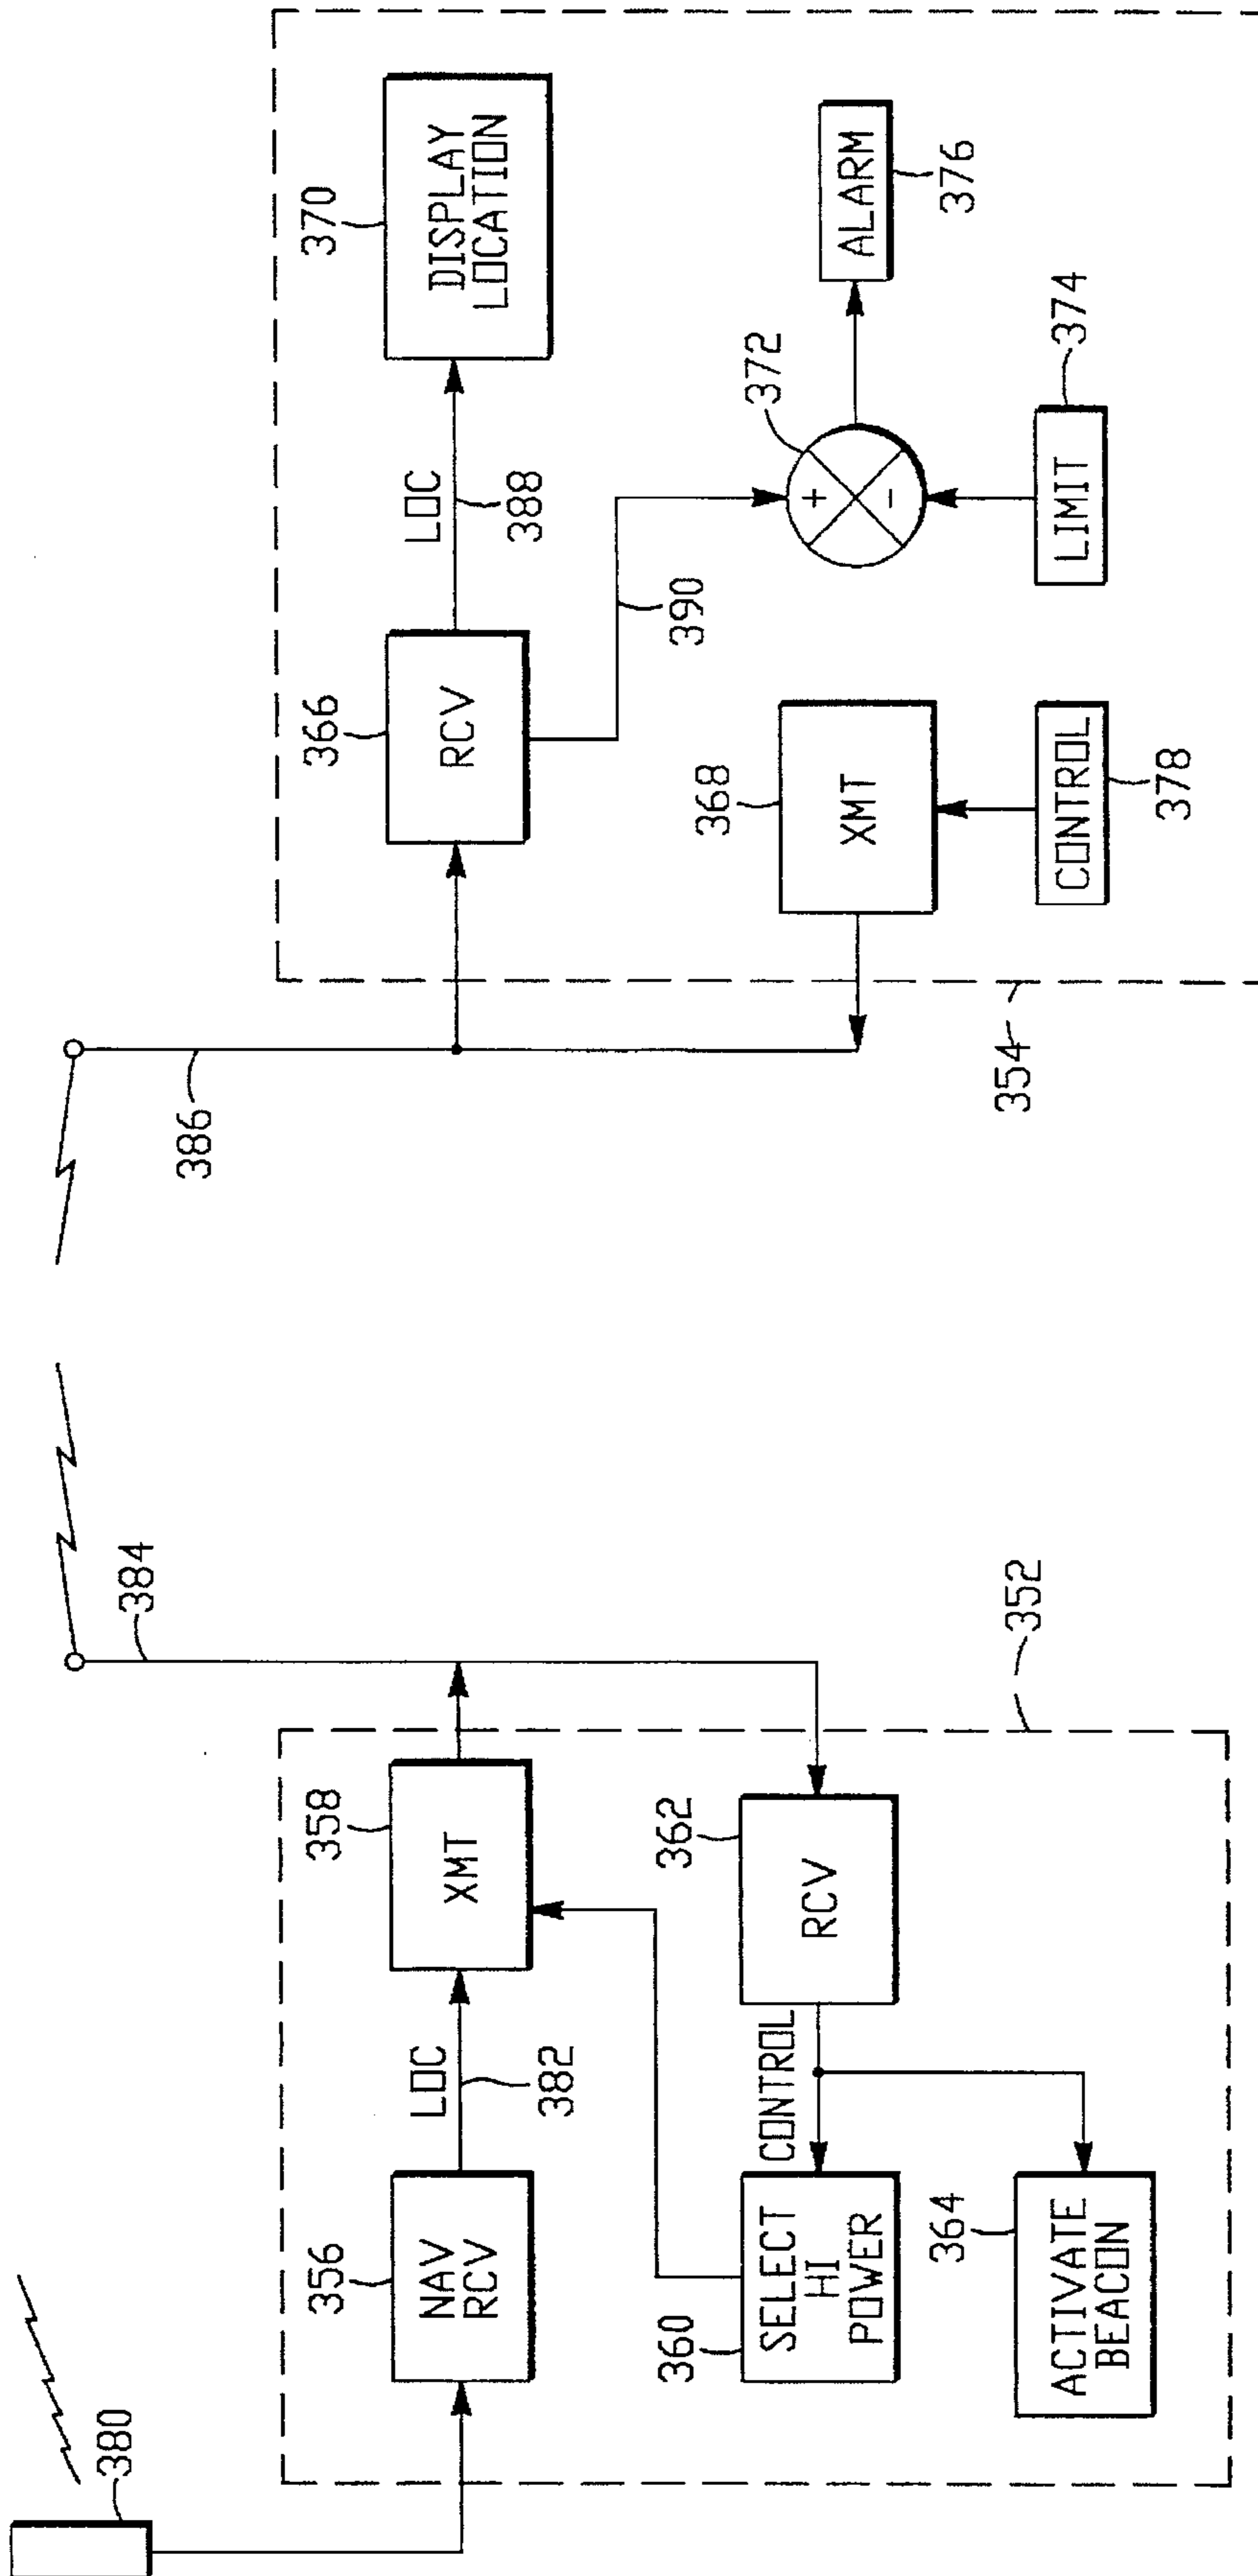 380
356
NAV
RCV
LOC
382
358
XMT
384
360
SELECT
HI
POWER
CONTROL
362
RCV
364
ACTIVATE
BEACON
352
386
366
RCV
LOC
388
370
DISPLAY
LOCATION
390
372
+
-
ALARM
376
368
XMT
LIMIT
374
CONTROL
378
354